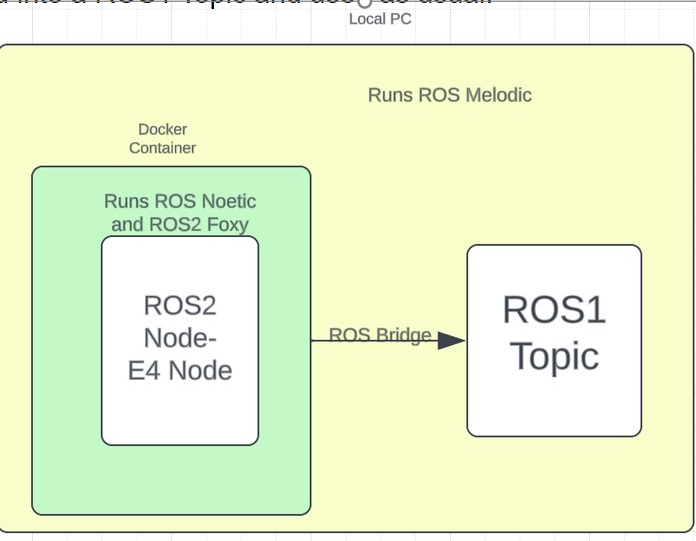 Local PC
Runs ROS Melodic
Docker
Container
Runs ROS Noetic
and ROS2 Foxy
ROS2
Node-
E4 Node
ROS Bridge
ROS1
Topic